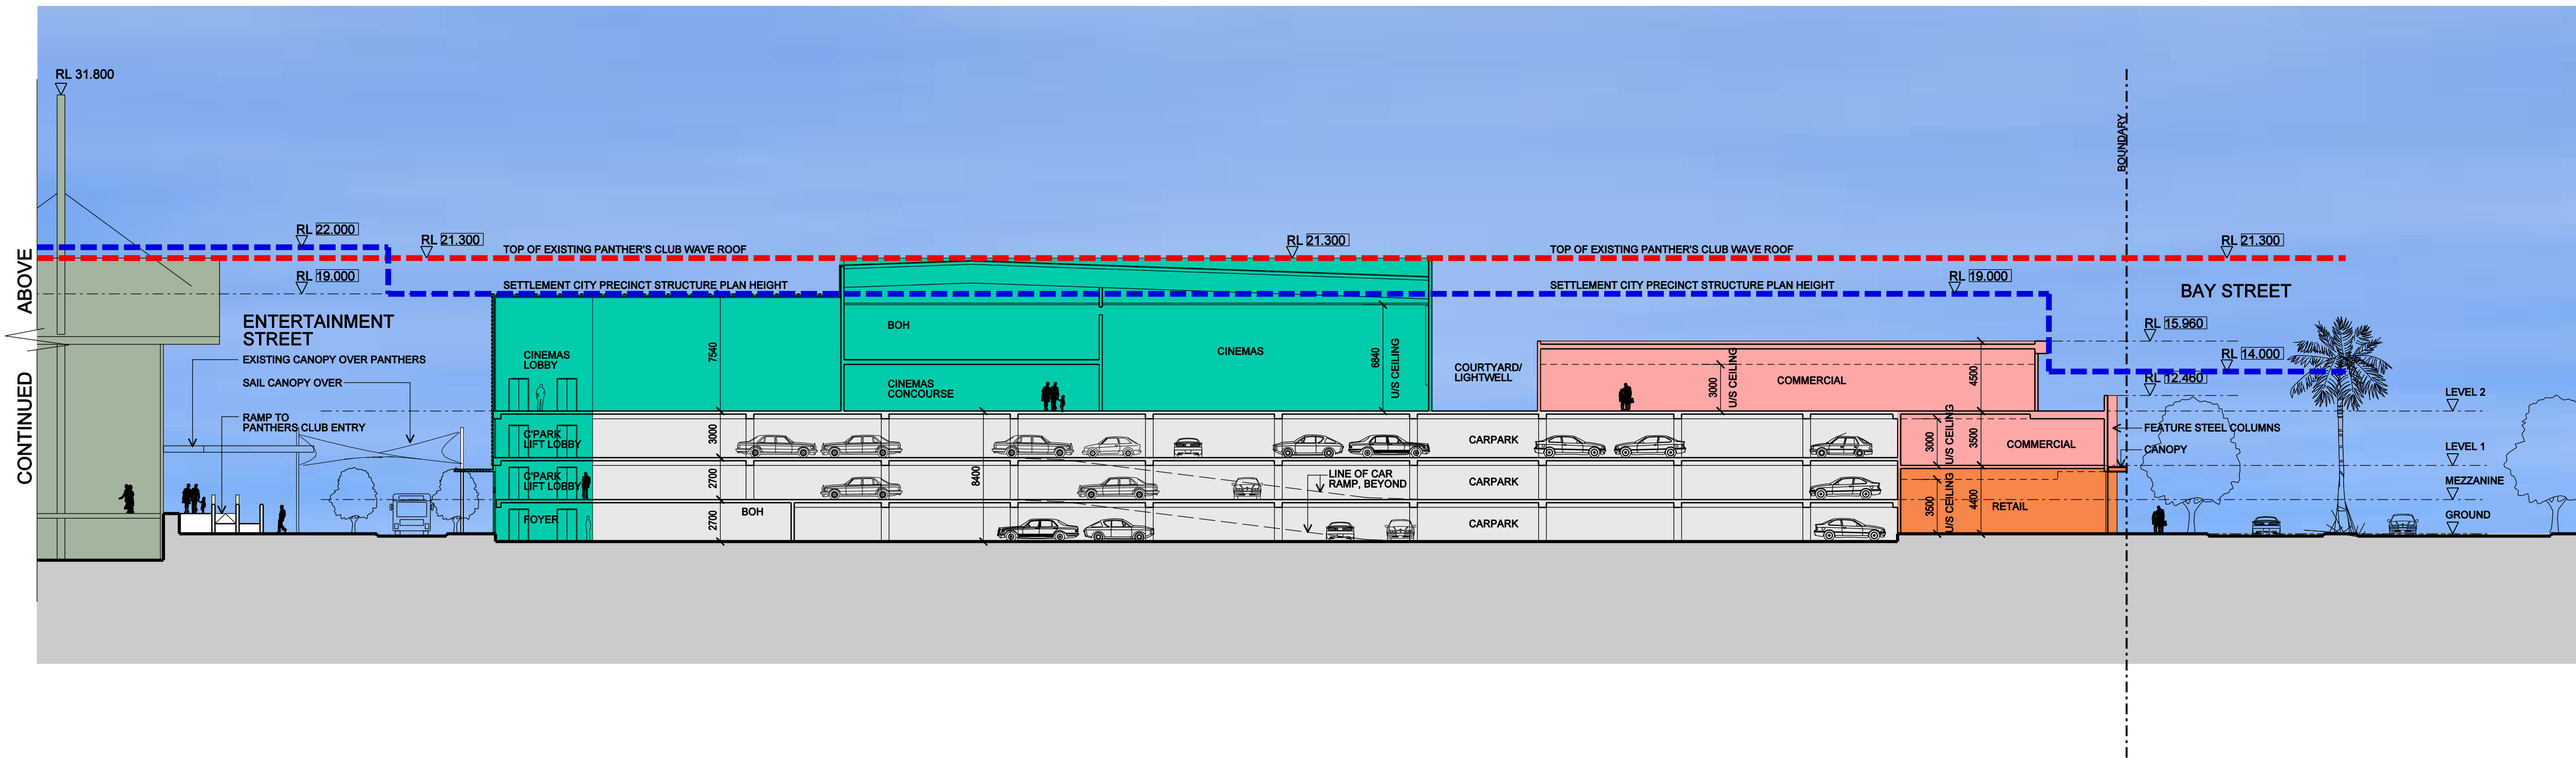 RL 31.800
BOUNDARY
RL 22.000
RL 21.300
TOP OF EXISTING PANTHER'S CLUB WAVE ROOF
RL 21.300
TOP OF EXISTING PANTHER'S CLUB WAVE ROOF
RL 21.300
ABOVE
CONTINUED
RL 19.000
SETTLEMENT CITY PRECINCT STRUCTURE PLAN HEIGHT
SETTLEMENT CITY PRECINCT STRUCTURE PLAN HEIGHT
RL 19.000
BAY STREET
ENTERTAINMENT
STREET
EXISTING CANOPY OVER PANTHERS
SAIL CANOPY OVER
RAMP TO
PANTHERS CLUB ENTRY
CINEMAS
LOBBY
7540
BOH
CINEMAS
CONCOURSE
CINEMAS
6840
U/S CEILING
COURTYARD/
LIGHTWELL
3000
U/S CEILING
COMMERCIAL
4500
RL 15.960
RL 14.000
RL 12.460
LEVEL 2
C'PARK
LIFT LOBBY
3000
CARPARK
3000
U/S CEILING
3500
COMMERCIAL
FEATURE STEEL COLUMNS
CANOPY
LEVEL 1
C'PARK
LIFT LOBBY
2700
8400
LINE OF CAR
RAMP, BEYOND
CARPARK
MEZZANINE
FOYER
2700
BOH
CARPARK
3500
U/S CEILING
4400
RETAIL
GROUND